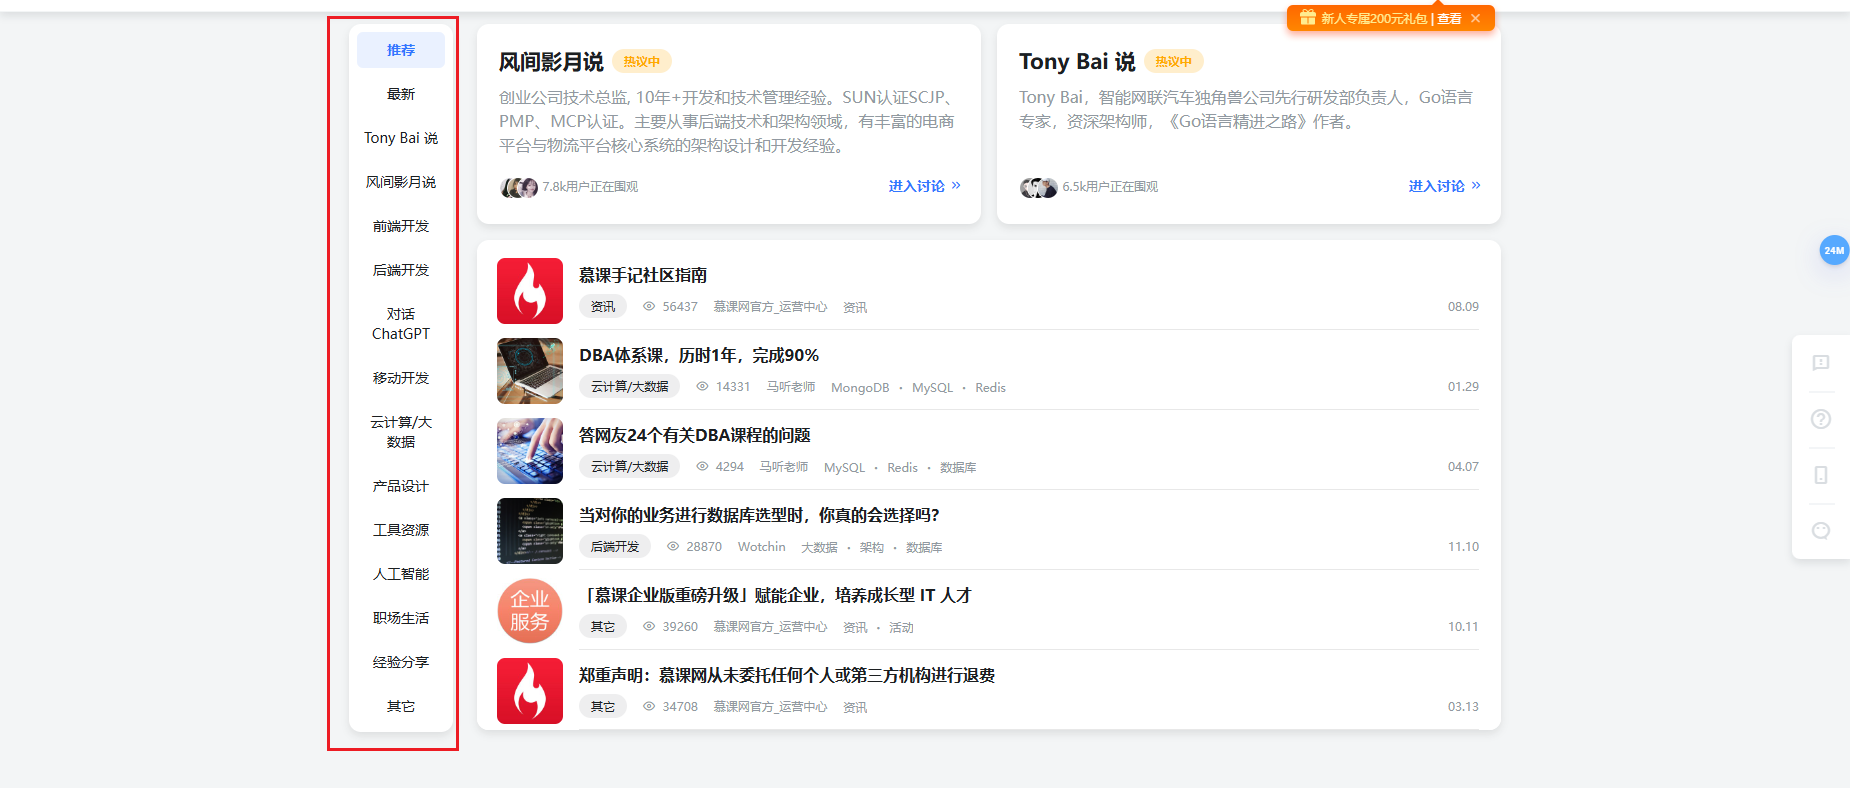 新人专属200元礼包 | 查看
推荐
最新
Tony Bai 说
风间影月说
前端开发
后端开发
对话
ChatGPT
移动开发
云计算/大
数据
产品设计
工具资源
人工智能
职场生活
经验分享
其它
风间影月说 热议中
创业公司技术总监, 10年+开发和技术管理经验。SUN认证SCJP、
PMP、MCP认证。主要从事后端技术和架构领域，有丰富的电商
平台与物流平台核心系统的架构设计和开发经验。
7.8k用户正在围观 进入讨论
Tony Bai 说 热议中
Tony Bai，智能网联汽车独角兽公司先行研发部负责人，Go语言
专家，资深架构师，《Go语言精进之路》作者。
6.5k用户正在围观 进入讨论
慕课手记社区指南
资讯 56437 慕课网官方_运营中心 资讯 08.09
DBA体系课，历时1年，完成90%
云计算/大数据 14331 马听老师 MongoDB · MySQL · Redis 01.29
答网友24个有关DBA课程的问题
云计算/大数据 4294 马听老师 MySQL · Redis · 数据库 04.07
当对你的业务进行数据库选型时，你真的会选择吗?
后端开发 28870 Wotchin 大数据 · 架构 · 数据库 11.10
企业
服务
「慕课企业版重磅升级」赋能企业，培养成长型 IT 人才
其它 39260 慕课网官方_运营中心 资讯 · 活动 10.11
郑重声明：慕课网从未委托任何个人或第三方机构进行退费
其它 34708 慕课网官方_运营中心 资讯 03.13
24M